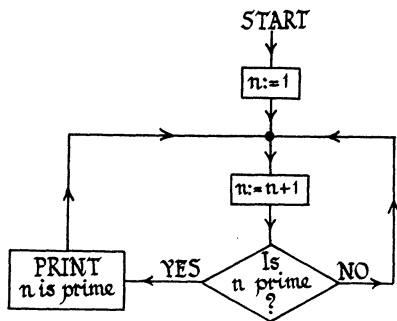 START
n:=1
n:=n+1
Is
n prime
?
YES
NO
PRINT
n is prime